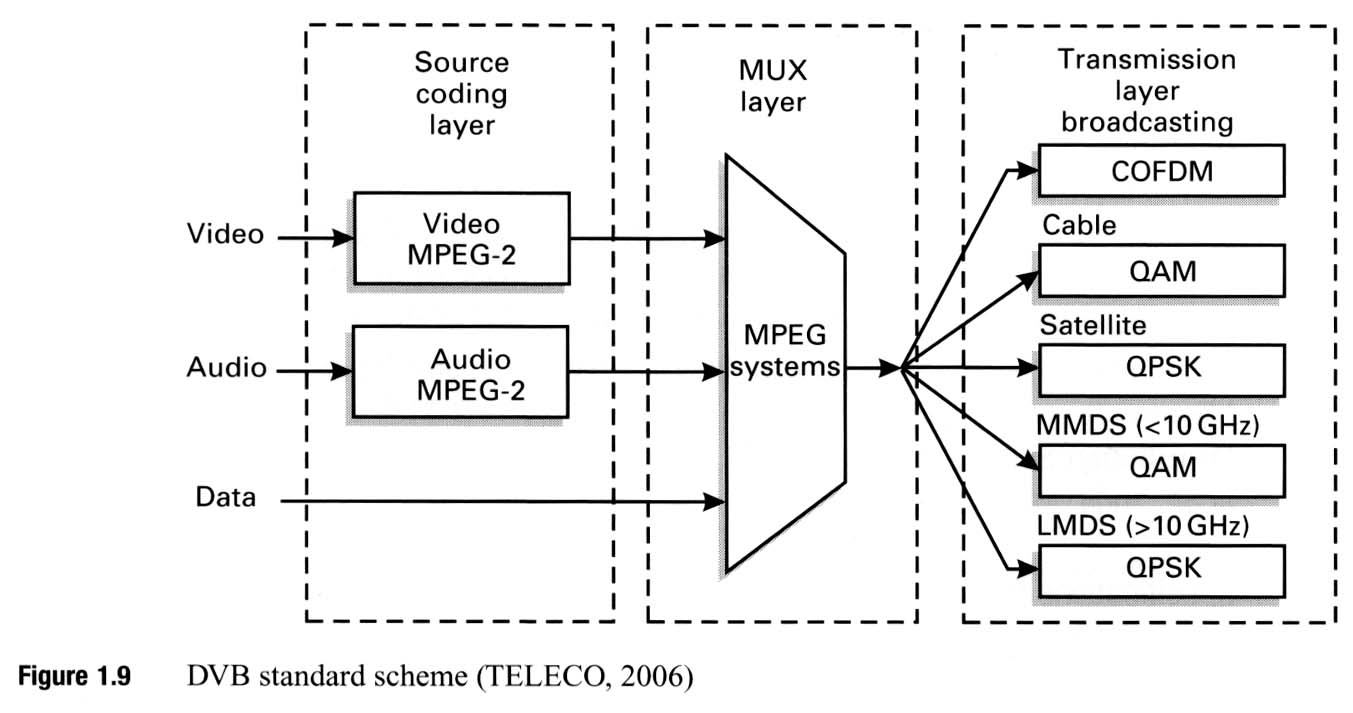 Source
coding
layer
MUX
layer
Transmission
layer
broadcasting
COFDM
Cable
QAM
Satellite
QPSK
MMDS (<10 GHz)
QAM
LMDS (>10 GHz)
QPSK
Video
Video
MPEG-2
Audio
Audio
MPEG-2
Data
MPEG
systems
Figure 1.9 DVB standard scheme (TELECO, 2006)